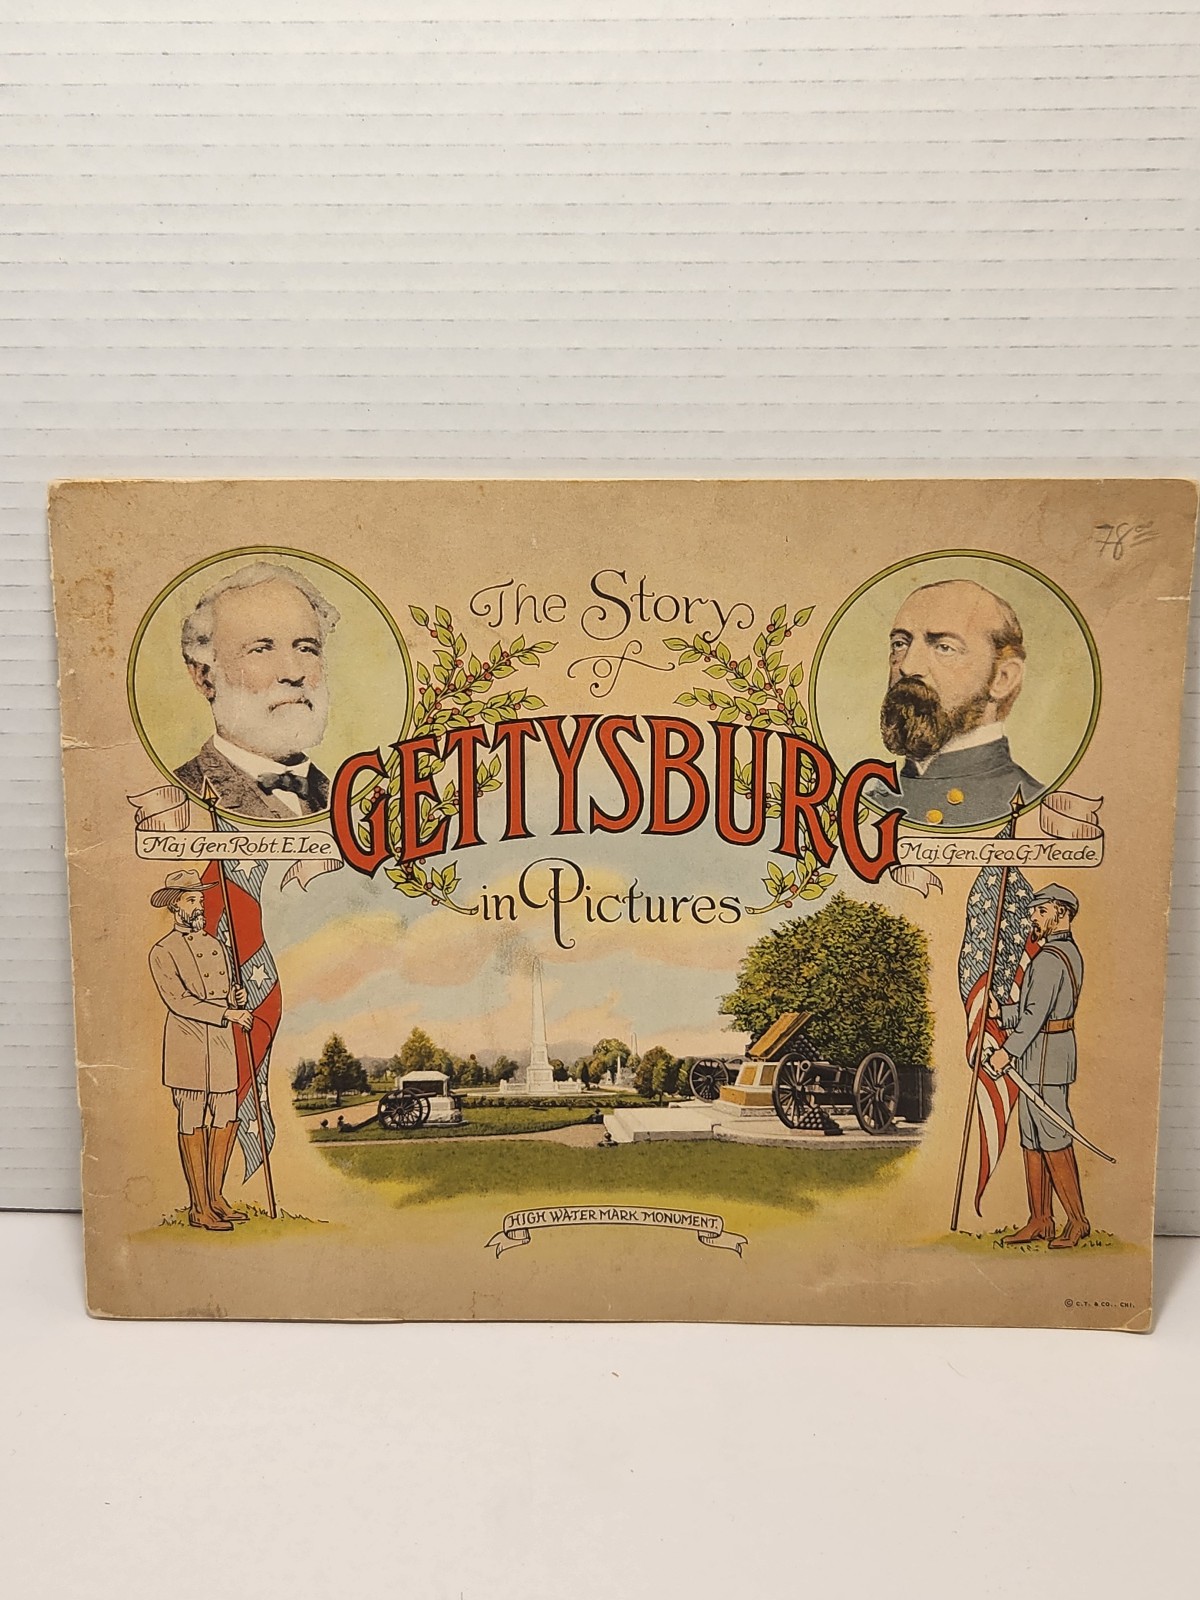 78 00
The Story
of
GETTYSBURG
in Pictures
Maj Gen. Robt. E. Lee.
Maj. Gen. Geo. G. Meade.
HIGH WATER MARK MONUMENT.
© C. T. & CO., CHI.